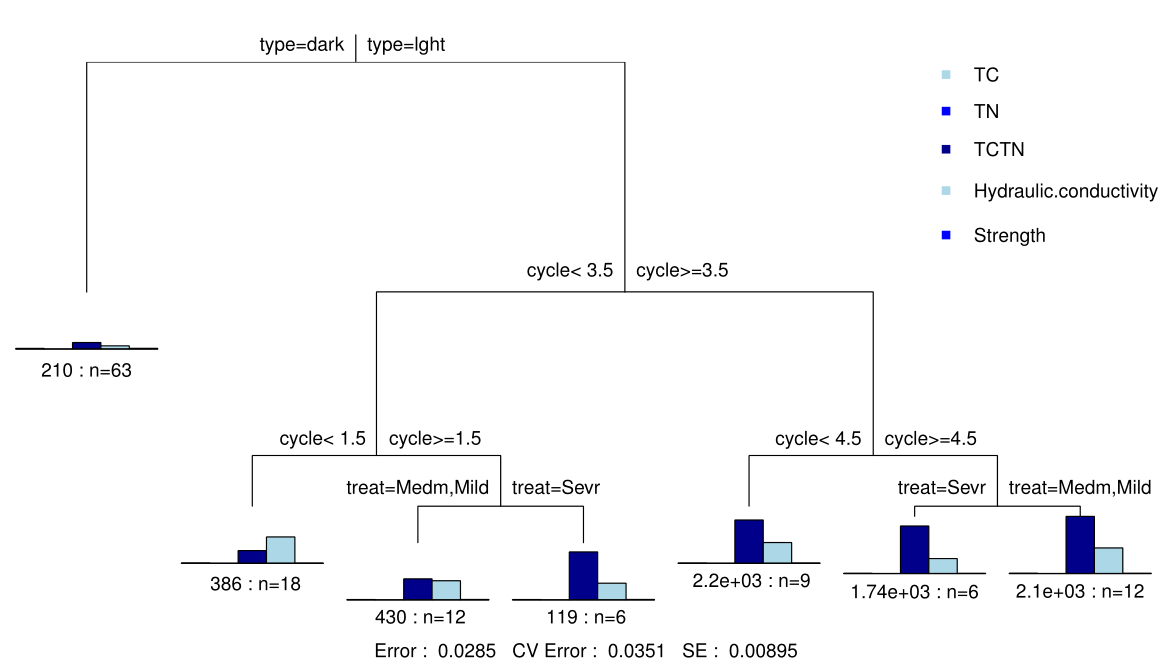 type=dark type=lght
TC
TN
TCTN
Hydraulic.conductivity
Strength
cycle< 3.5 cycle>=3.5
210 : n=63
cycle< 1.5 cycle>=1.5
cycle< 4.5 cycle>=4.5
treat=Medm,Mild treat=Sevr
treat=Sevr treat=Medm,Mild
386 : n=18
430 : n=12
119 : n=6
2.2e+03 : n=9
1.74e+03 : n=6
2.1e+03 : n=12
Error : 0.0285 CV Error : 0.0351 SE : 0.00895